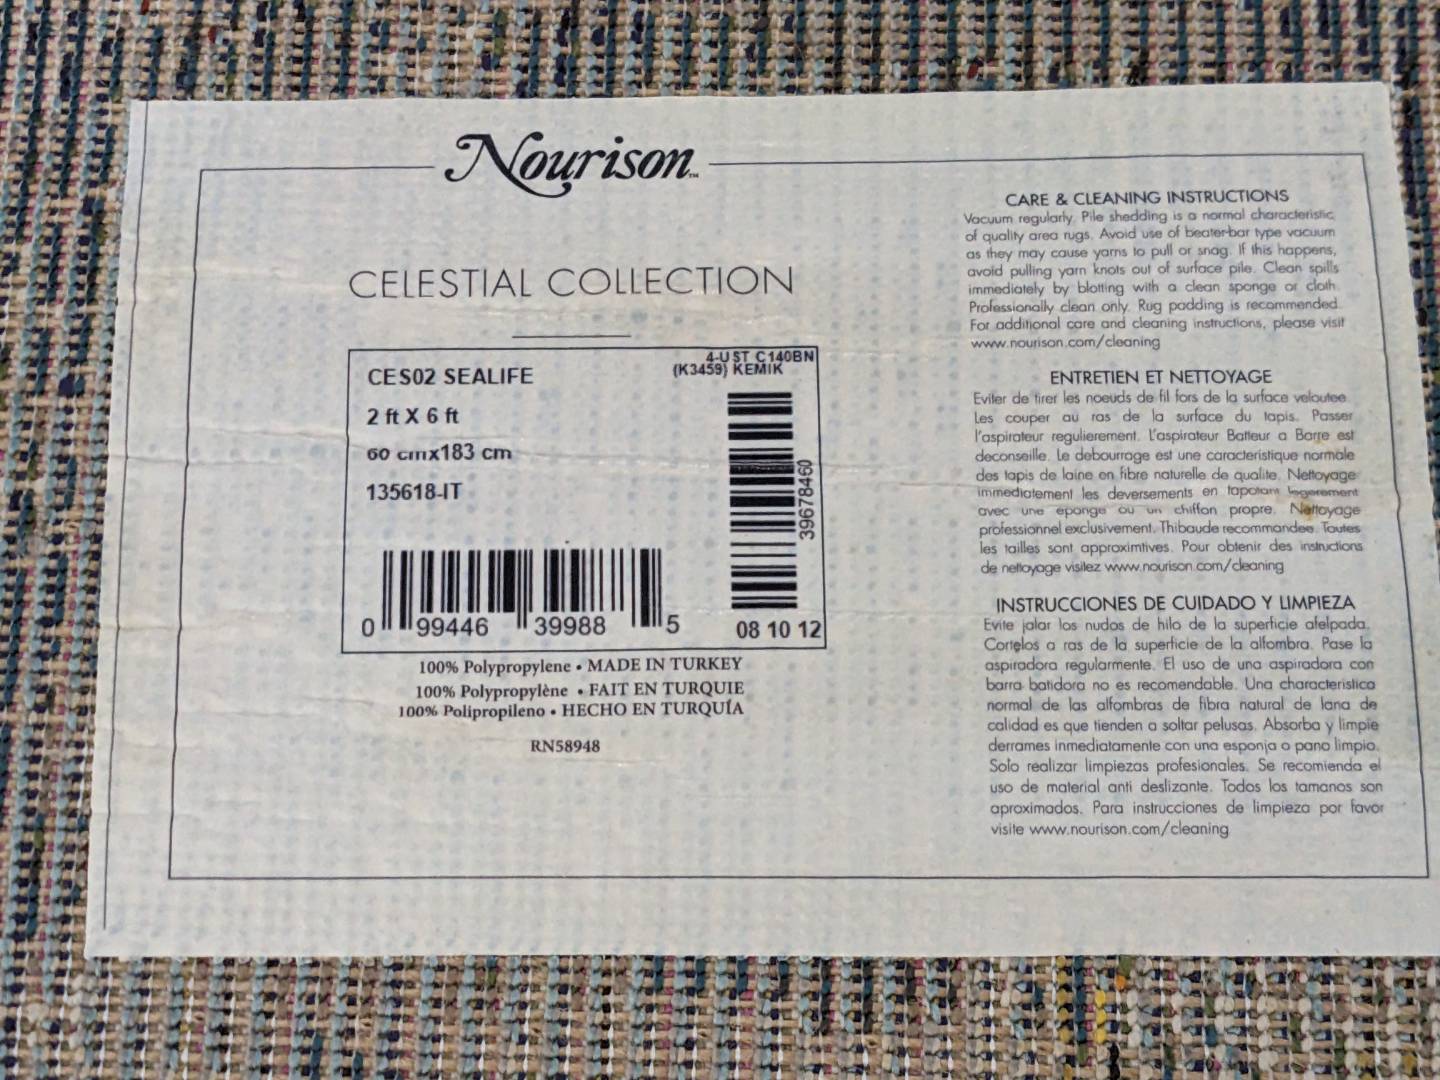 Nourison™
CELESTIAL COLLECTION
CES02 SEALIFE
4-U ST C140BN
(K3459) KEMIK
2 ft X 6 ft
60 cmx183 cm
135618-IT
39678460
0 99446 39988 5
08 10 12
100% Polypropylene • MADE IN TURKEY
100% Polypropylène • FAIT EN TURQUIE
100% Polipropileno • HECHO EN TURQUÍA
RN58948
CARE & CLEANING INSTRUCTIONS
Vacuum regularly. Pile shedding is a normal characteristic
of quality area rugs. Avoid use of beater-bar type vacuum
as they may cause yarns to pull or snag. If this happens,
avoid pulling yarn knots out of surface pile. Clean spills
immediately by blotting with a clean sponge or cloth.
Professionally clean only. Rug padding is recommended.
For additional care and cleaning instructions, please visit
www.nourison.com/cleaning
ENTRETIEN ET NETTOYAGE
Eviter de tirer les noeuds de fil fors de la surface veloutee.
Les couper au ras de la surface du tapis. Passer
l'aspirateur regulierement. L'aspirateur Batteur a Barre est
deconseille. Le debourrage est une caracteristique normale
des tapis de laine en fibre naturelle de qualite. Nettoyage
immediatement les deversements en tapotant legerement
avec une eponge ou un chiffon propre. Nettoyage
professionnel exclusivement. Thibaude recommandee. Toutes
les tailles sont approximtives. Pour obtenir des instructions
de nettoyage visitez www.nourison.com/cleaning
INSTRUCCIONES DE CUIDADO Y LIMPIEZA
Evite jalar los nudos de hilo de la superficie afelpada.
Cortelos a ras de la superficie de la alfombra. Pase la
aspiradora regularmente. El uso de una aspiradora con
barra batidora no es recomendable. Una characteristica
normal de las alfombras de fibra natural de lana de
calidad es que tienden a soltar pelusas. Absorba y limpie
derrames inmediatamente con una esponja o pano limpio.
Solo realizar limpiezas profesionales. Se recomienda el
uso de material anti deslizante. Todos los tamanos son
aproximados. Para instrucciones de limpieza por favor
visite www.nourison.com/cleaning